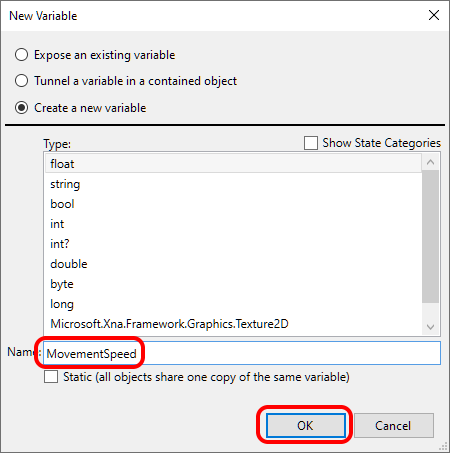 New Variable
Expose an existing variable
Tunnel a variable in a contained object
Create a new variable
Type: Show State Categories
float
string
bool
int
int?
double
byte
long
Microsoft.Xna.Framework.Graphics.Texture2D
Name: MovementSpeed
Static (all objects share one copy of the same variable)
OK Cancel